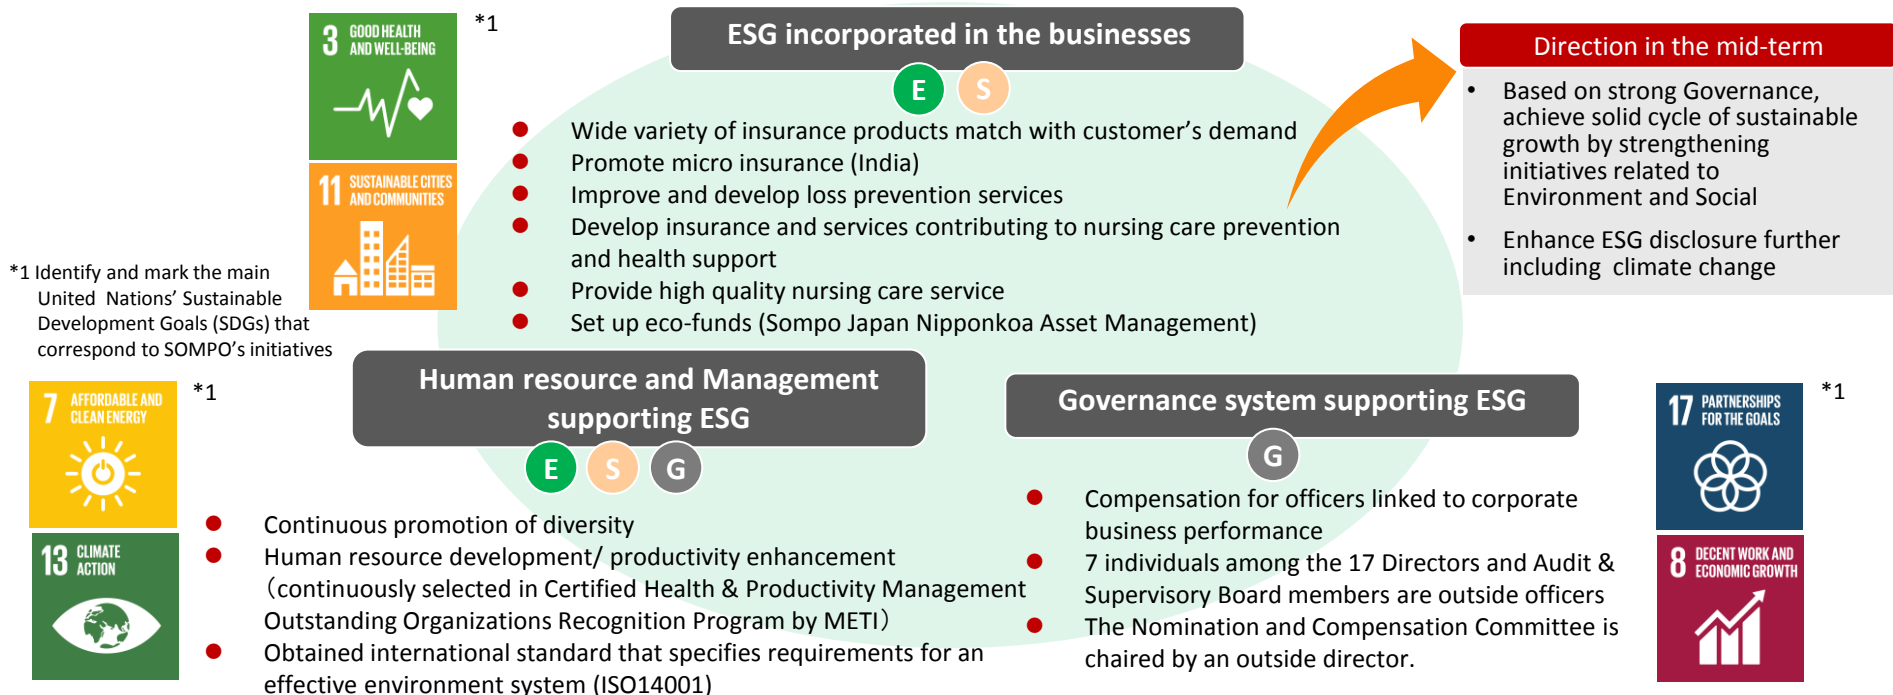 3 GOOD HEALTH
AND WELL-BEING
*1
ESG incorporated in the businesses
E S
● Wide variety of insurance products match with customer's demand
● Promote micro insurance (India)
● Improve and develop loss prevention services
● Develop insurance and services contributing to nursing care prevention
and health support
● Provide high quality nursing care service
● Set up eco-funds (Sompo Japan Nipponkoa Asset Management)
11 SUSTAINABLE CITIES
AND COMMUNITIES
Direction in the mid-term
• Based on strong Governance,
achieve solid cycle of sustainable
growth by strengthening
initiatives related to
Environment and Social
• Enhance ESG disclosure further
including climate change
*1 Identify and mark the main
United Nations' Sustainable
Development Goals (SDGs) that
correspond to SOMPO's initiatives
7 AFFORDABLE AND
CLEAN ENERGY
*1
13 CLIMATE
ACTION
Human resource and Management
supporting ESG
E S G
● Continuous promotion of diversity
● Human resource development/ productivity enhancement
（continuously selected in Certified Health & Productivity Management
Outstanding Organizations Recognition Program by METI）
● Obtained international standard that specifies requirements for an
effective environment system (ISO14001)
Governance system supporting ESG
G
● Compensation for officers linked to corporate
business performance
● 7 individuals among the 17 Directors and Audit &
Supervisory Board members are outside officers
● The Nomination and Compensation Committee is
chaired by an outside director.
17 PARTNERSHIPS
FOR THE GOALS
*1
8 DECENT WORK AND
ECONOMIC GROWTH